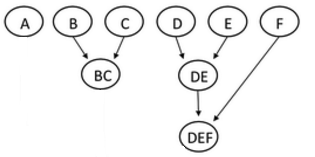 A B C D E F
BC DE
DEF